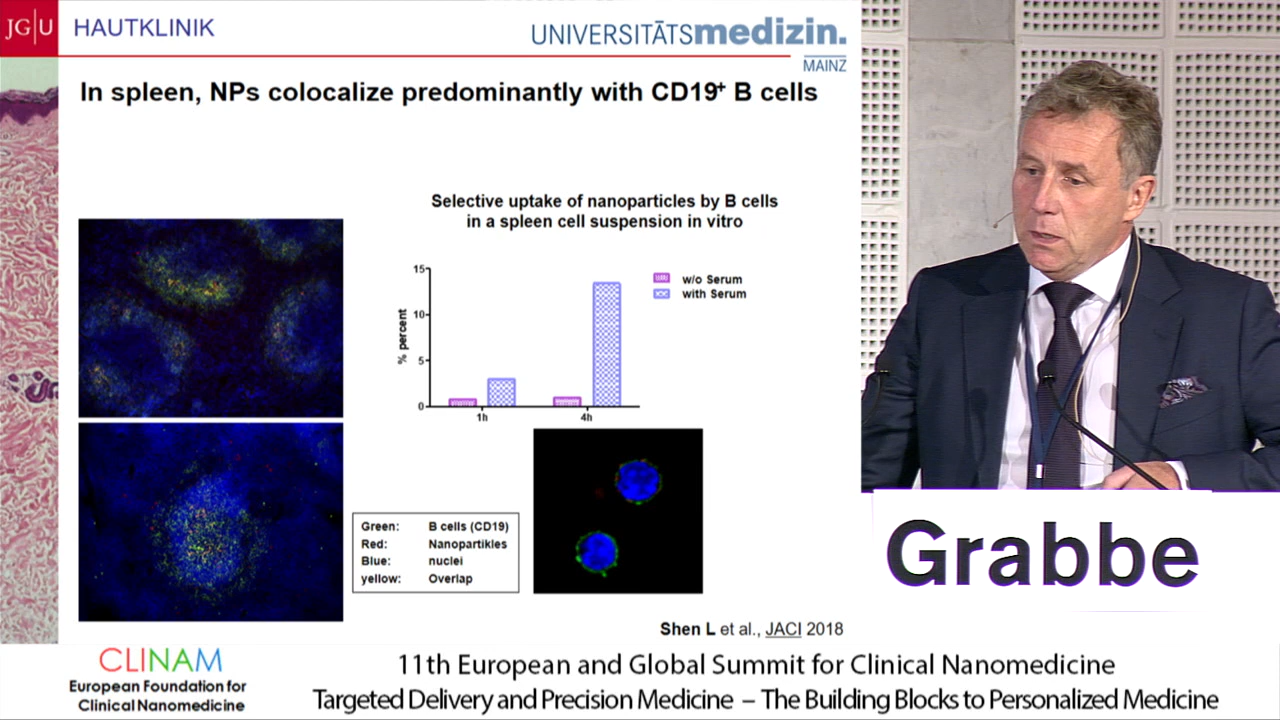 JG|U
HAUTKLINIK
UNIVERSITÄTSmedizin.
MAINZ
In spleen, NPs colocalize predominantly with CD19⁺ B cells
Selective uptake of nanoparticles by B cells
in a spleen cell suspension in vitro
15
10
5
0
% percent
1h
4h
w/o Serum
with Serum
Green: B cells (CD19)
Red: Nanopartikles
Blue: nuclei
yellow: Overlap
Shen L et al., JACI 2018
Grabbe
CLINAM
European Foundation for
Clinical Nanomedicine
11th European and Global Summit for Clinical Nanomedicine
Targeted Delivery and Precision Medicine – The Building Blocks to Personalized Medicine